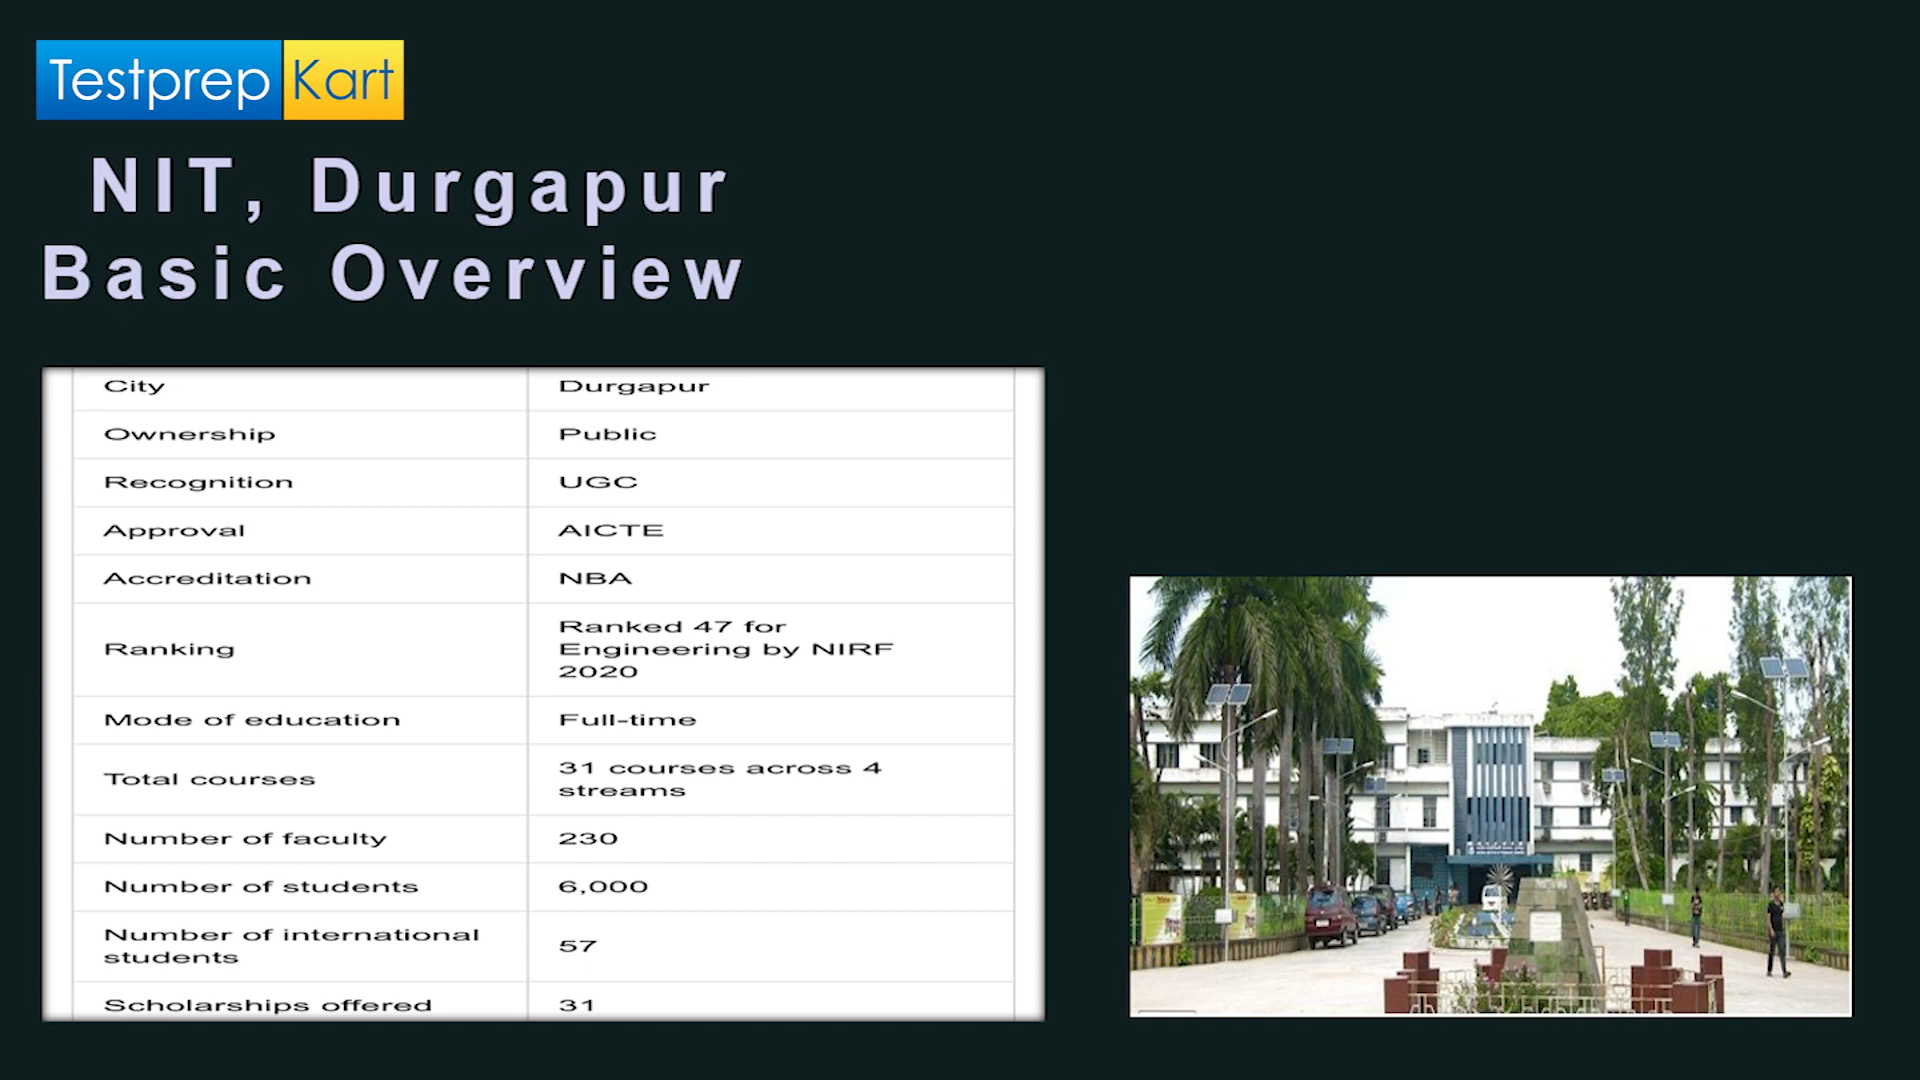 Testprep Kart
NIT, Durgapur
Basic Overview
City Durgapur
Ownership Public
Recognition UGC
Approval AICTE
Accreditation NBA
Ranking
Ranked 47 for
Engineering by NIRF
2020
Mode of education Full-time
Total courses
31 courses across 4
streams
Number of faculty 230
Number of students 6,000
Number of international
students
57
Scholarships offered 31